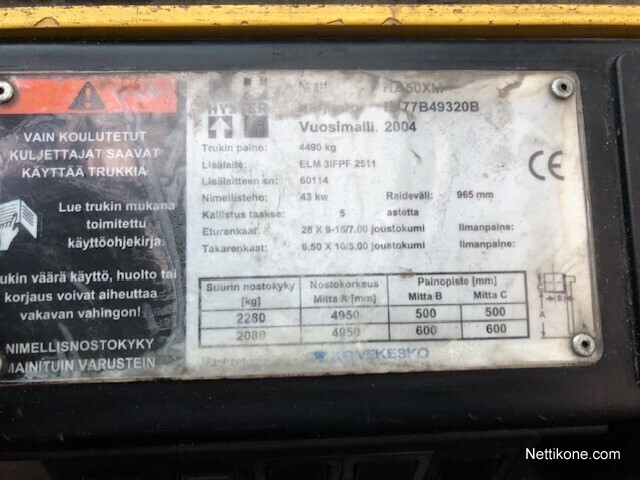 VAIN KOULUTETUT
KULJETTAJAT SAAVAT
KÄYTTÄÄ TRUKKIA
Lue trukin mukana
toimitettu
käyttöohjekirja.
ukin väärä käyttö, huolto tai
korjaus voivat aiheuttaa
vakavan vahingon!
NIMELLISNOSTOKYKY
MAINITUIN VARUSTEIN
HYSTER
50XM
77B49320B
Vuosimalli. 2004
Trukin paino: 4490 kg
Lisälaite: ELM 3IFPF 2511
Lisälaitteen sn: 60114
Nimellisteho: 43 kw Raideväli: 965 mm
Kallistus taakse: 5 astetta
Eturenkaat: 28 X 9-15/7.00 joustokumi Ilmanpaine:
Takarenkaat: 6.50 X 10/5.00 joustokumi Ilmanpaine:
Suurin nostokyky Nostokorkeus Painopiste [mm]
[kg] Mitta A [mm] Mitta B Mitta C
2280 4950 500 500
2080 4950 600 600
KONEKESKO
CE
A
B
Nettikone.com